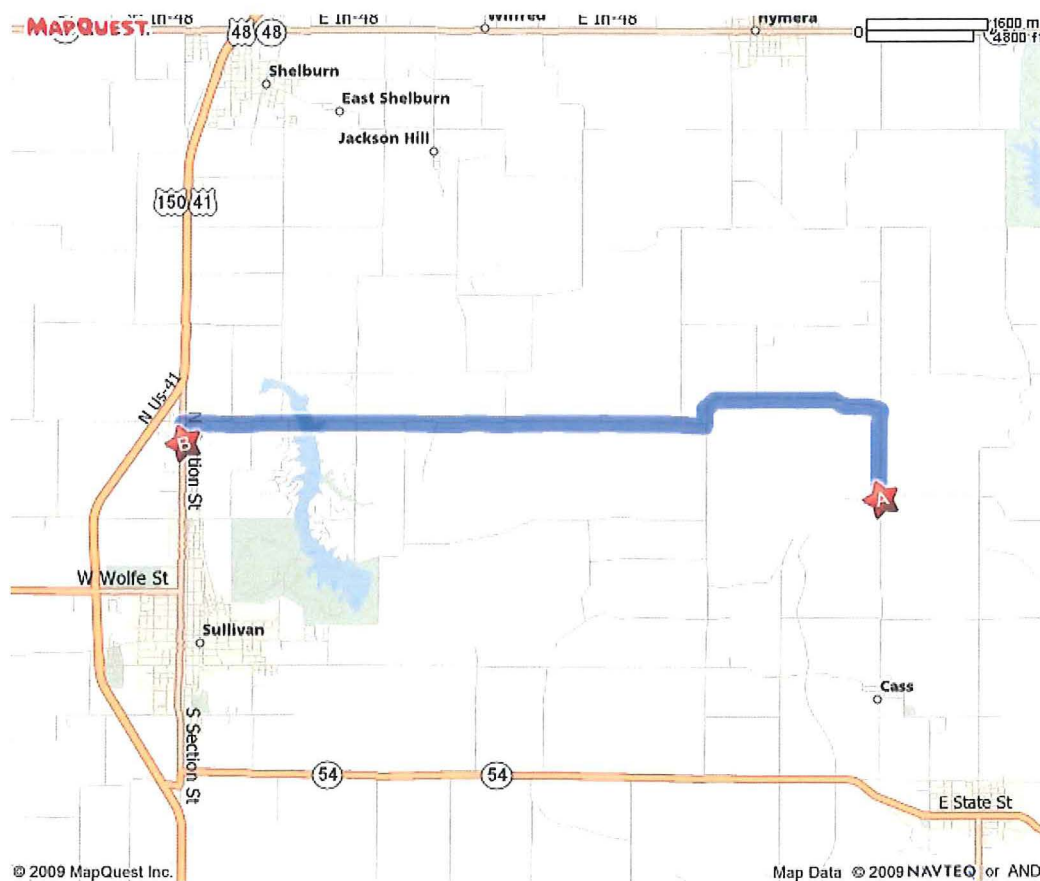 MAPQUEST.
48
48
E In-48
Wilfred
E In-48
Hymera
0
1600 m
4800 ft
Shelburn
East Shelburn
Jackson Hill
150
41
N Us-41
B
A
W Wolfe St
Sullivan
Cass
S Section St
54
54
E State St
© 2009 MapQuest Inc.
Map Data © 2009 NAVTEQ or AND